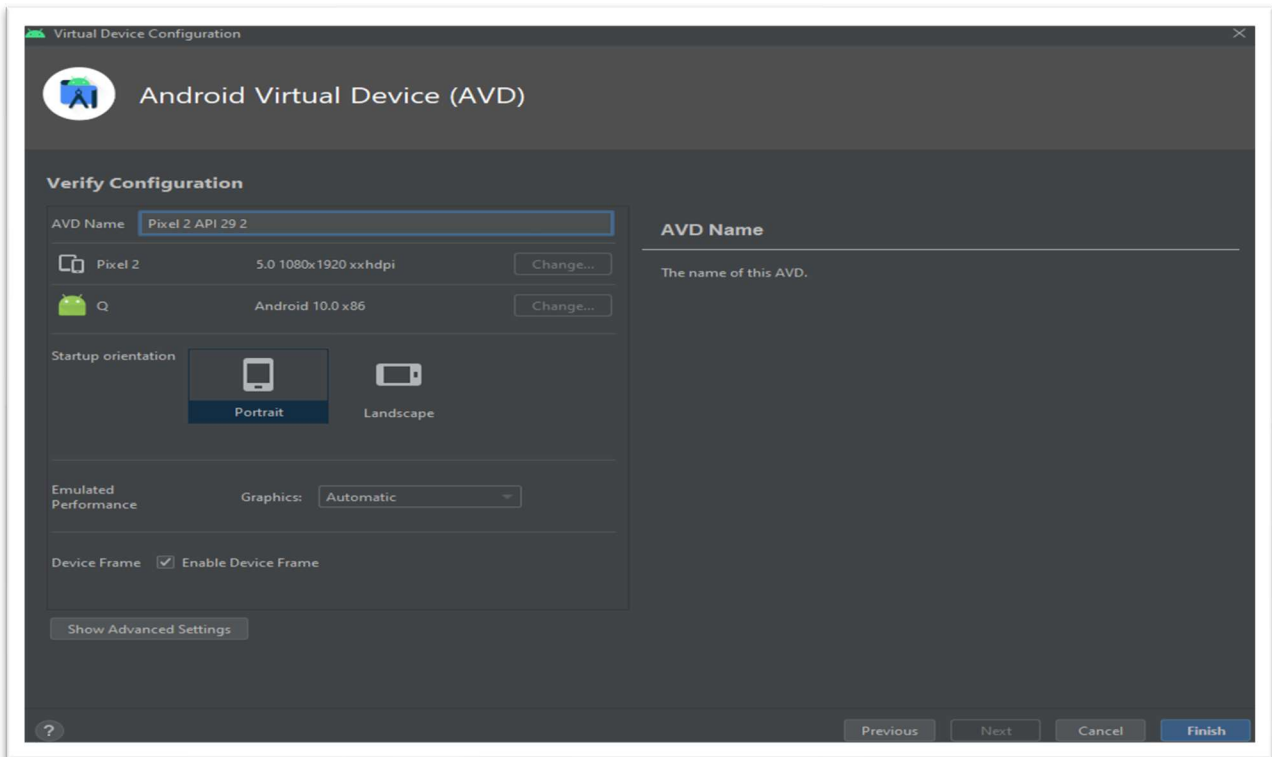 Virtual Device Configuration
Android Virtual Device (AVD)
Verify Configuration
AVD Name Pixel 2 API 29 2
Pixel 2 5.0 1080x1920 xxhdpi Change...
Q Android 10.0 x86 Change...
Startup orientation
Portrait
Landscape
Emulated
Performance
Graphics: Automatic
Device Frame Enable Device Frame
Show Advanced Settings
AVD Name
The name of this AVD.
? Previous Next Cancel Finish